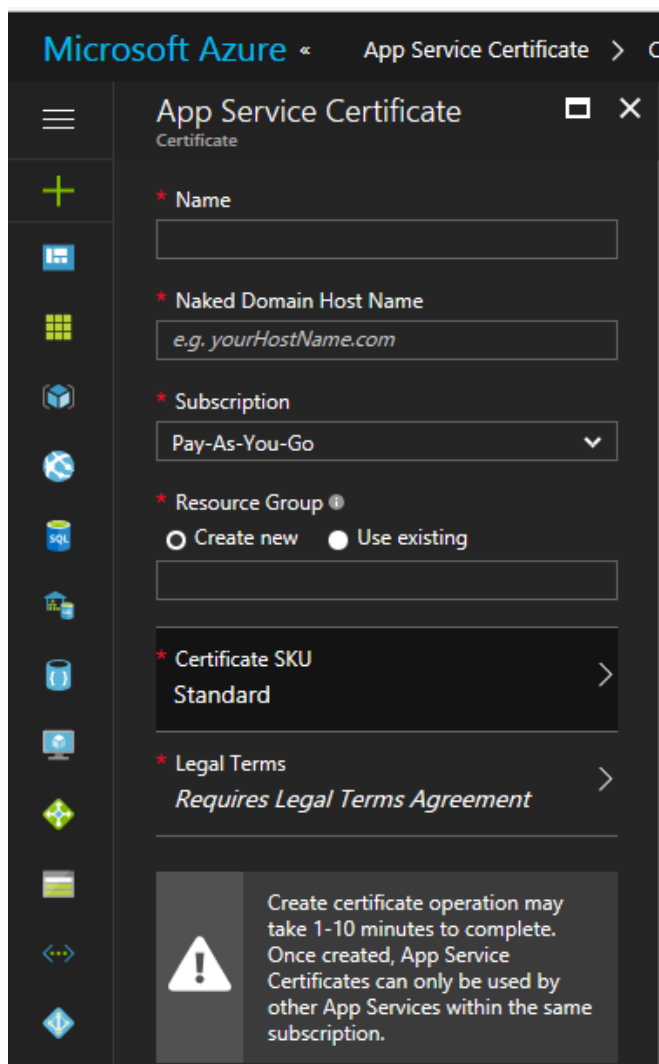 Microsoft Azure « App Service Certificate > C
App Service Certificate
Certificate
* Name
* Naked Domain Host Name
e.g. yourHostName.com
* Subscription
Pay-As-You-Go
* Resource Group
Create new Use existing
SQL
* Certificate SKU
Standard
* Legal Terms
Requires Legal Terms Agreement
Create certificate operation may
take 1-10 minutes to complete.
Once created, App Service
Certificates can only be used by
other App Services within the same
subscription.